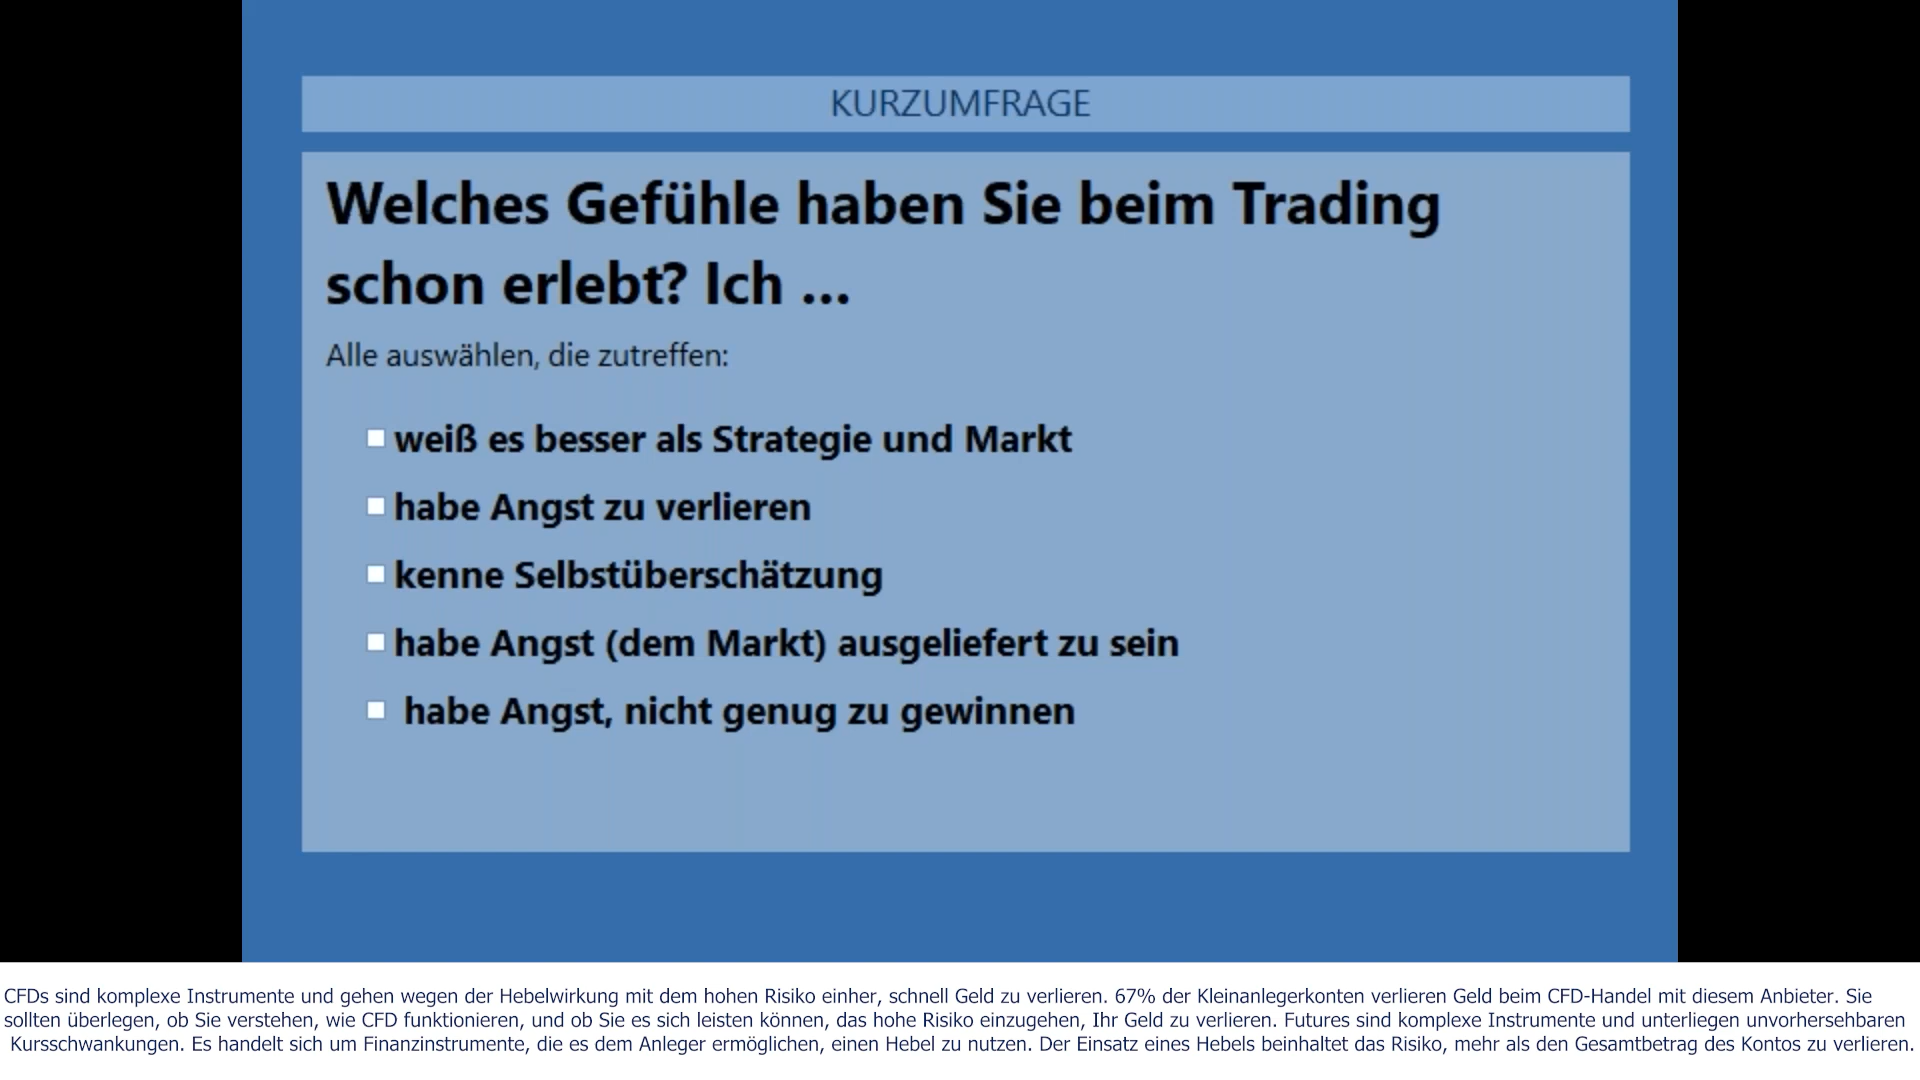 KURZUMFRAGE
Welches Gefühle haben Sie beim Trading
schon erlebt? Ich ...
Alle auswählen, die zutreffen:
weiß es besser als Strategie und Markt
habe Angst zu verlieren
kenne Selbstüberschätzung
habe Angst (dem Markt) ausgeliefert zu sein
habe Angst, nicht genug zu gewinnen
CFDs sind komplexe Instrumente und gehen wegen der Hebelwirkung mit dem hohen Risiko einher, schnell Geld zu verlieren. 67% der Kleinanlegerkonten verlieren Geld beim CFD-Handel mit diesem Anbieter. Sie
sollten überlegen, ob Sie verstehen, wie CFD funktionieren, und ob Sie es sich leisten können, das hohe Risiko einzugehen, Ihr Geld zu verlieren. Futures sind komplexe Instrumente und unterliegen unvorhersehbaren
Kursschwankungen. Es handelt sich um Finanzinstrumente, die es dem Anleger ermöglichen, einen Hebel zu nutzen. Der Einsatz eines Hebels beinhaltet das Risiko, mehr als den Gesamtbetrag des Kontos zu verlieren.